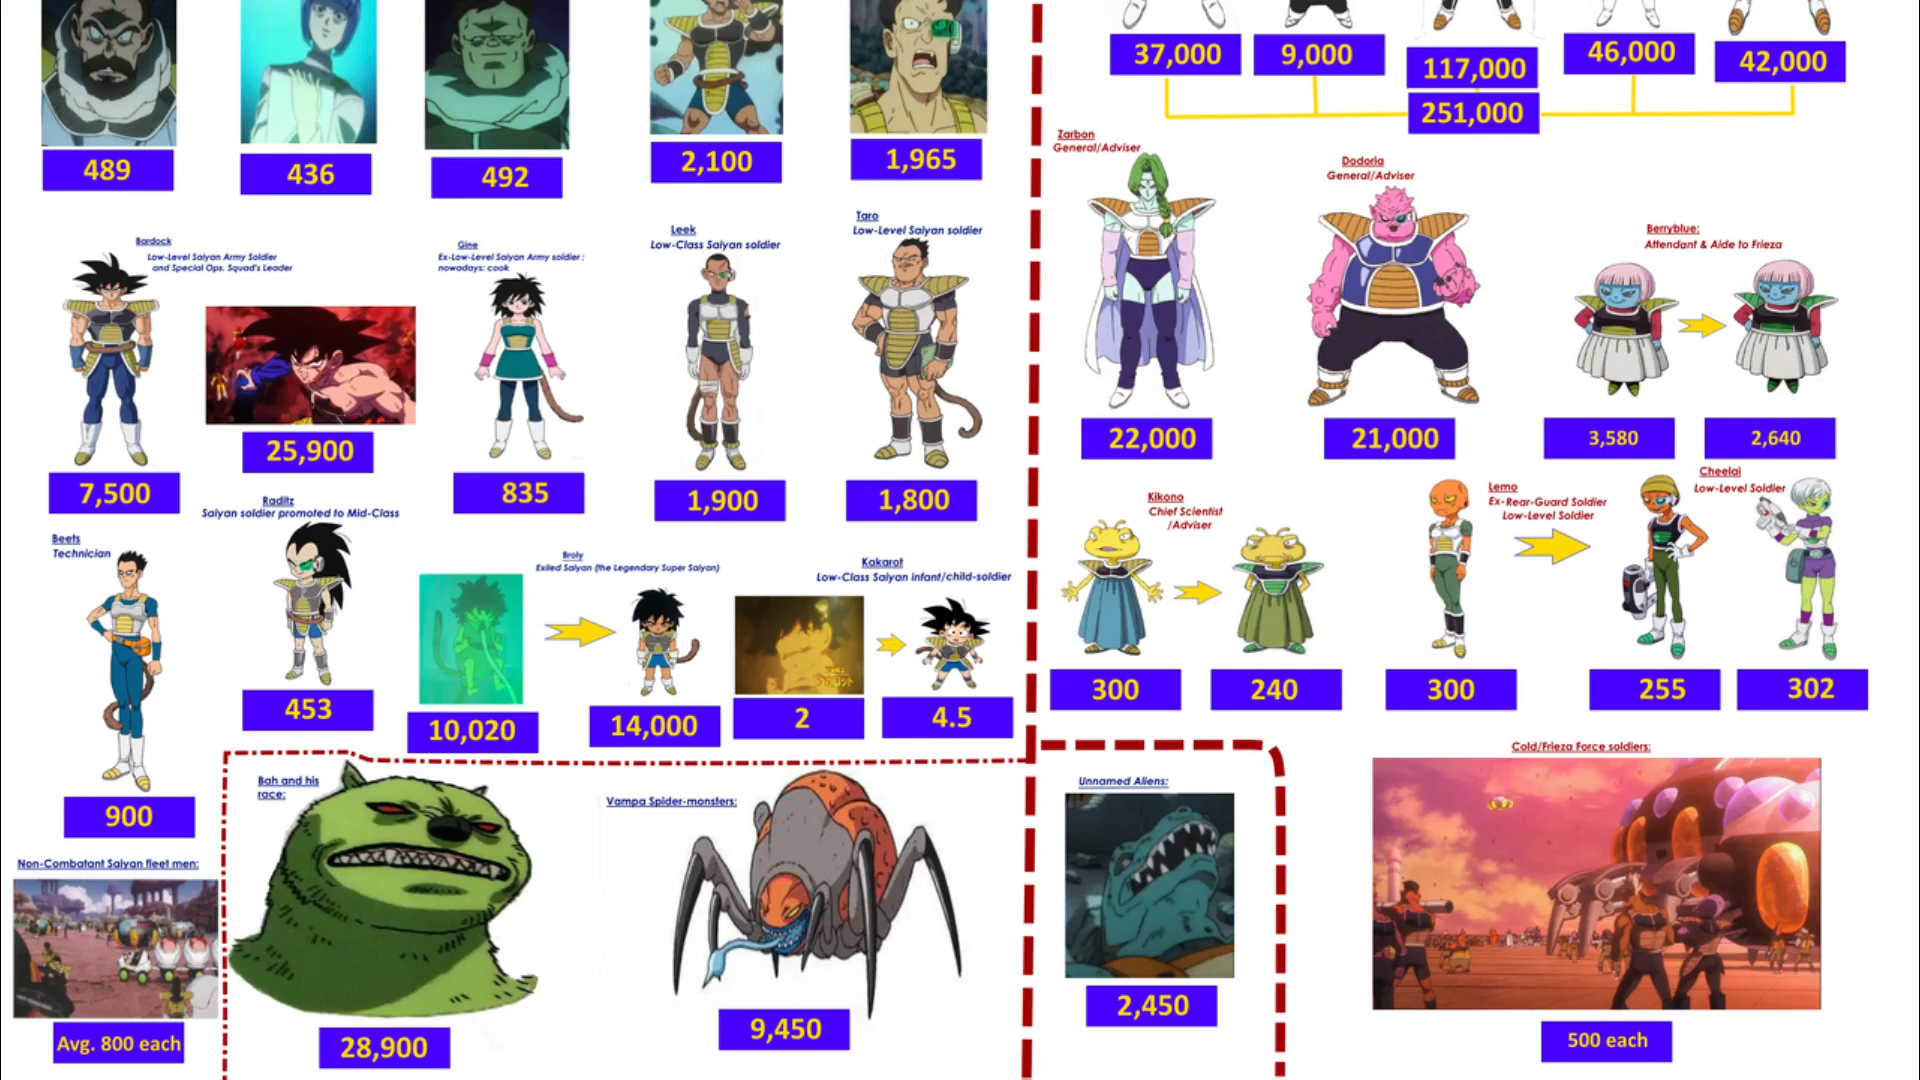 489
436
492
2,100
1,965
37,000
9,000
117,000
46,000
42,000
251,000
Bardock
Low-Level Saiyan Army Soldier
and Special Ops. Squad's Leader
Gine
Ex-Low-Level Saiyan Army soldier ;
nowadays: cook
Leek
Low-Class Saiyan soldier
Taro
Low-Level Saiyan soldier
7,500
25,900
835
1,900
1,800
Zarbon
General/Adviser
Dodoria
General/Adviser
Berryblue:
Attendant & Aide to Frieza
22,000
21,000
3,580
2,640
Beets
Technician
Raditz
Saiyan soldier promoted to Mid-Class
Broly
Exiled Saiyan (the Legendary Super Saiyan)
Kakarot
Low-Class Saiyan infant/child-soldier
900
453
10,020
14,000
2
4.5
Kikono
Chief Scientist
/Adviser
Lemo
Ex-Rear-Guard Soldier
Low-Level Soldier
Cheelai
Low-Level Soldier
300
240
300
255
302
Non-Combatant Saiyan fleet men:
Avg. 800 each
Bah and his
race:
28,900
Vampa Spider-monsters:
9,450
Unnamed Aliens:
2,450
Cold/Frieza Force soldiers:
500 each